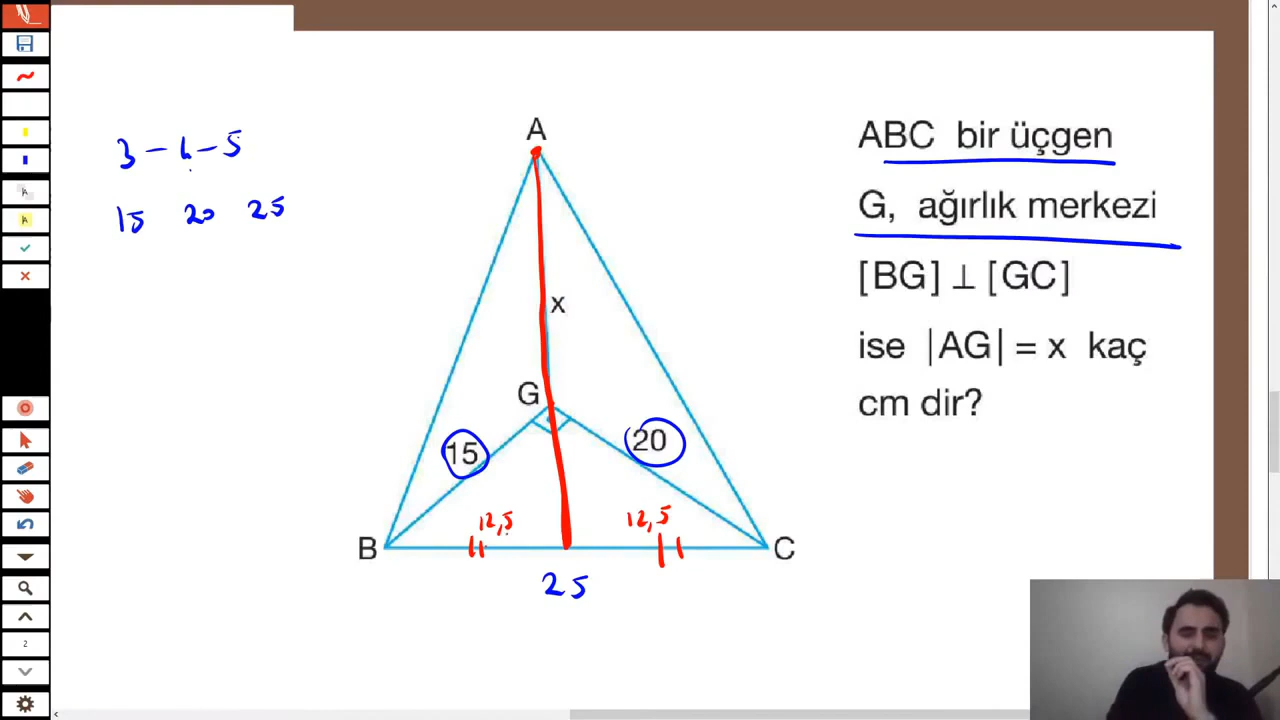 3 - 4 - 5
15 20 25
A
x
G
15
20
12,5
12,5
B
C
25
ABC bir üçgen
G, ağırlık merkezi
[BG] ⊥ [GC]
ise |AG| = x kaç
cm dir?
2